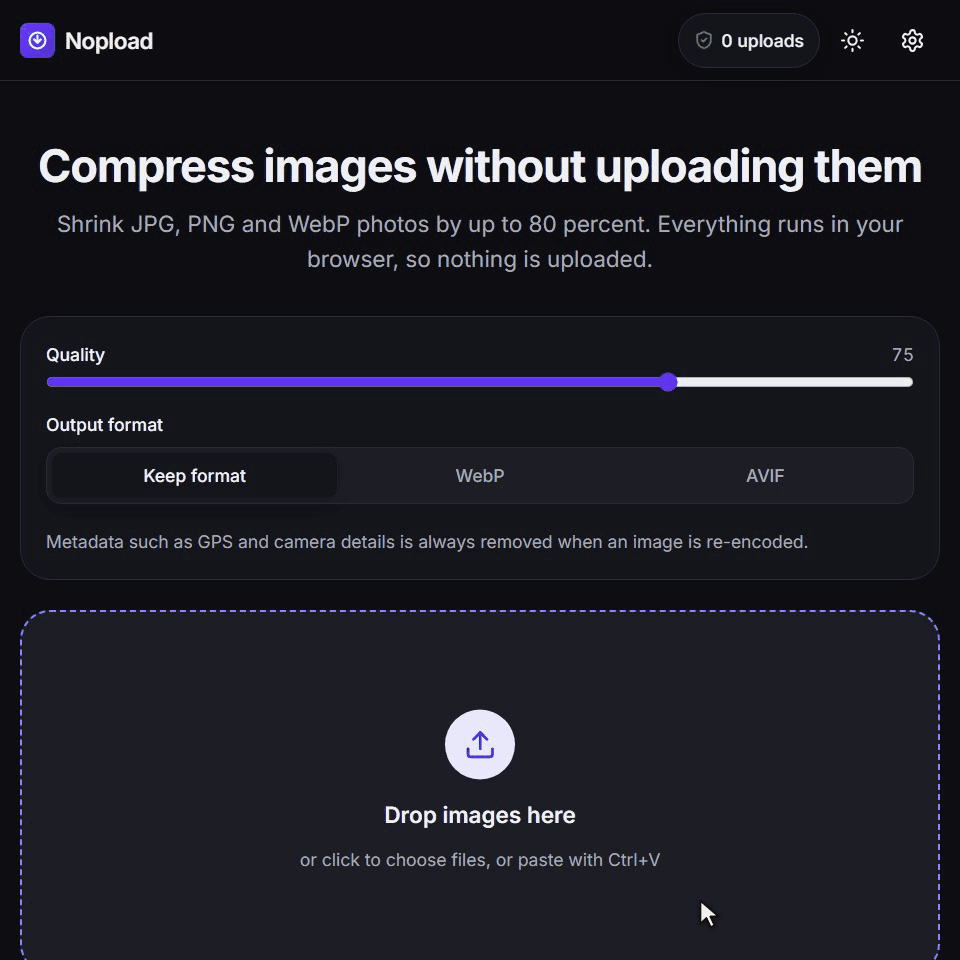 Nopload
0 uploads
Compress images without uploading them
Shrink JPG, PNG and WebP photos by up to 80 percent. Everything runs in your
browser, so nothing is uploaded.
Quality
75
Output format
Keep format
WebP
AVIF
Metadata such as GPS and camera details is always removed when an image is re-encoded.
Drop images here
or click to choose files, or paste with Ctrl+V